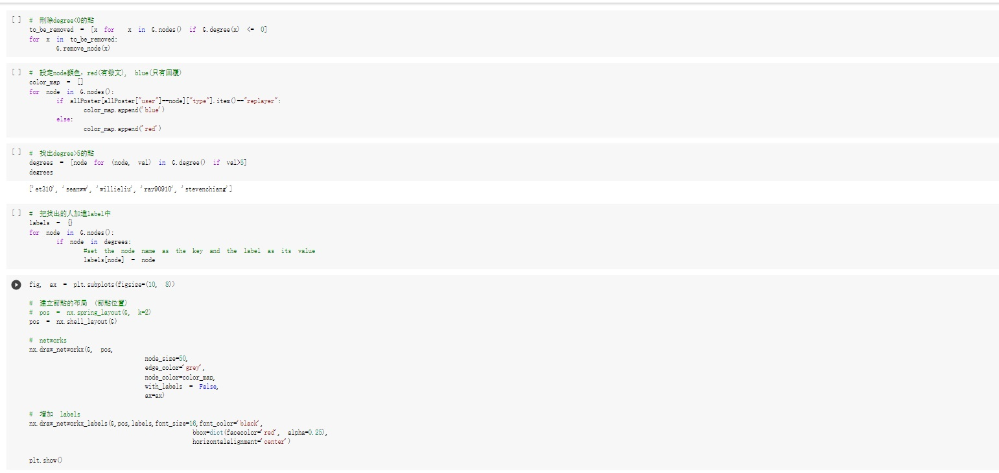 [ ] # 刪除degree<0的點
to_be_removed = [x for x in G.nodes() if G.degree(x) <= 0]
for x in to_be_removed:
G.remove_node(x)
[ ] # 設定node顏色，red(有發文), blue(只有回覆)
color_map = []
for node in G.nodes():
if allPoster[allPoster["user"]==node]["type"].item()=="replayer":
color_map.append('blue')
else:
color_map.append('red')
[ ] # 找出degree>5的點
degrees = [node for (node, val) in G.degree() if val>5]
degrees
['et310', 'seanww', 'willieliu', 'ray90910', 'stevenchiang']
[ ] # 把找出的人加進label中
labels = {}
for node in G.nodes():
if node in degrees:
#set the node name as the key and the label as its value
labels[node] = node
fig, ax = plt.subplots(figsize=(10, 8))
# 建立節點的布局 (節點位置)
# pos = nx.spring_layout(G, k=2)
pos = nx.shell_layout(G)
# networks
nx.draw_networkx(G, pos,
node_size=50,
edge_color='grey',
node_color=color_map,
with_labels = False,
ax=ax)
# 增加 labels
nx.draw_networkx_labels(G,pos,labels,font_size=16,font_color='black',
bbox=dict(facecolor='red', alpha=0.25),
horizontalalignment='center')
plt.show()